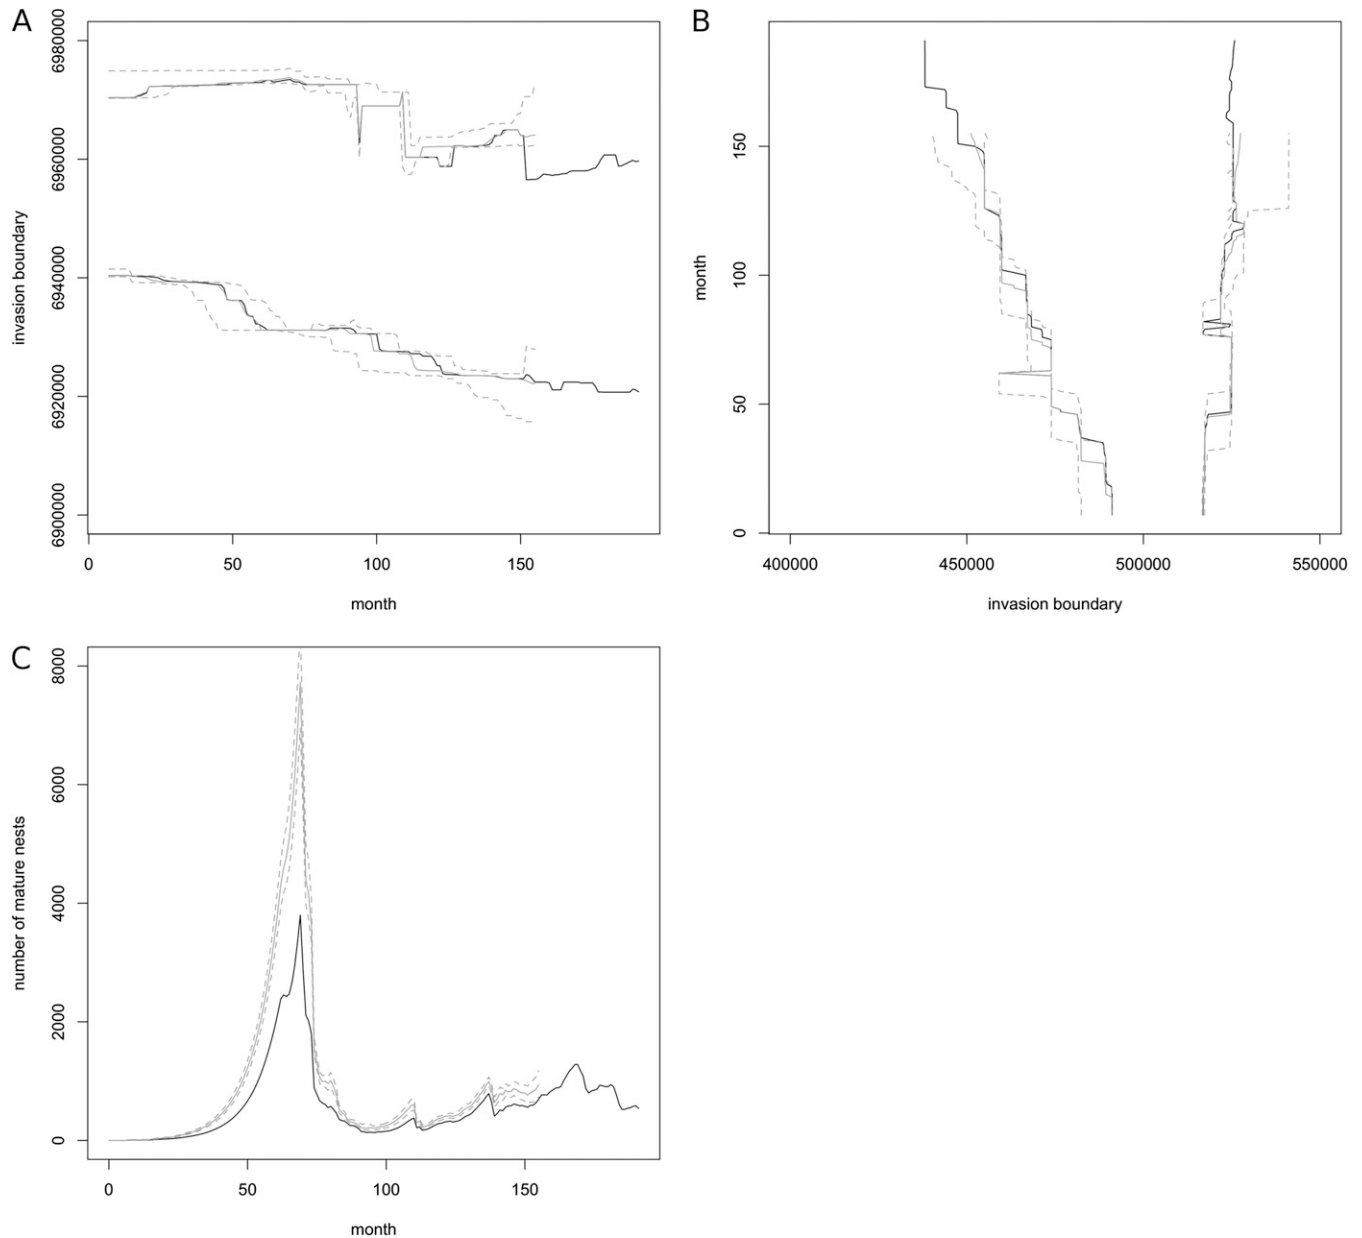 A
6980000
6960000
6940000
6920000
6900000
invasion boundary
0 50 100 150
month
B
150
100
50
0
month
400000 450000 500000 550000
invasion boundary
C
8000
6000
4000
2000
0
number of mature nests
0 50 100 150
month